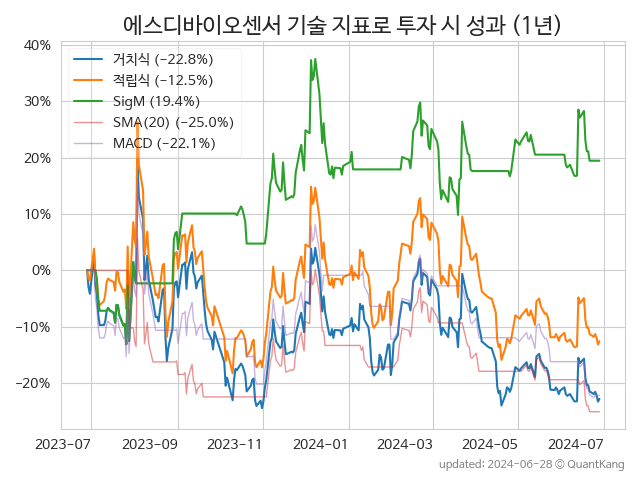 에스디바이오센서 기술 지표로 투자 시 성과 (1년)
거치식 (−22.8%)
적립식 (−12.5%)
SigM (19.4%)
SMA(20) (−25.0%)
MACD (−22.1%)
40%
30%
20%
10%
0%
−10%
−20%
2023-07 2023-09 2023-11 2024-01 2024-03 2024-05 2024-07
updated: 2024-06-28 © QuantKang